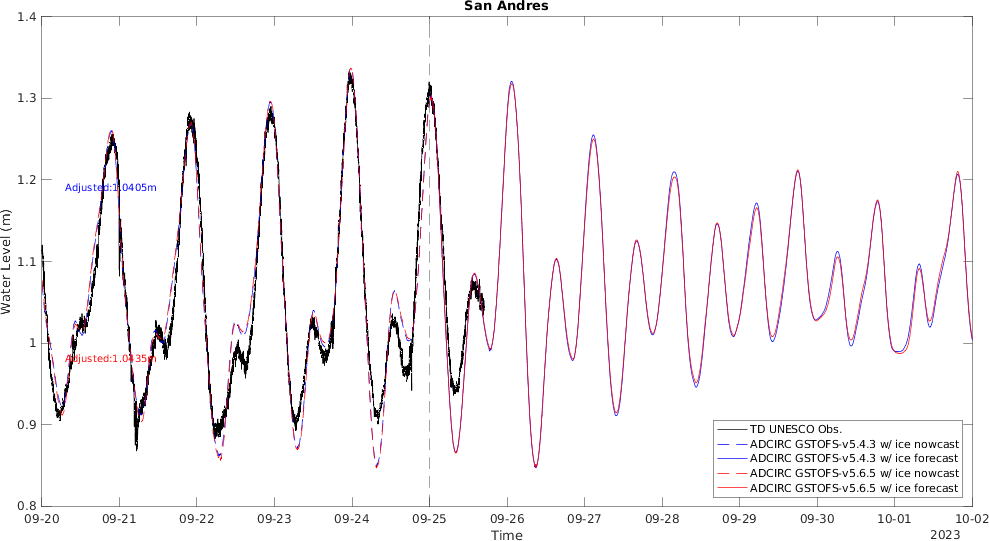 San Andres
Water Level (m)
1.4
1.3
1.2
1.1
1
0.9
0.8
Adjusted:1.0405m
Adjusted:1.0435m
TD UNESCO Obs.
ADCIRC GSTOFS-v5.4.3 w/ ice nowcast
ADCIRC GSTOFS-v5.4.3 w/ ice forecast
ADCIRC GSTOFS-v5.6.5 w/ ice nowcast
ADCIRC GSTOFS-v5.6.5 w/ ice forecast
09-20 09-21 09-22 09-23 09-24 09-25 09-26 09-27 09-28 09-29 09-30 10-01 10-02
Time
2023